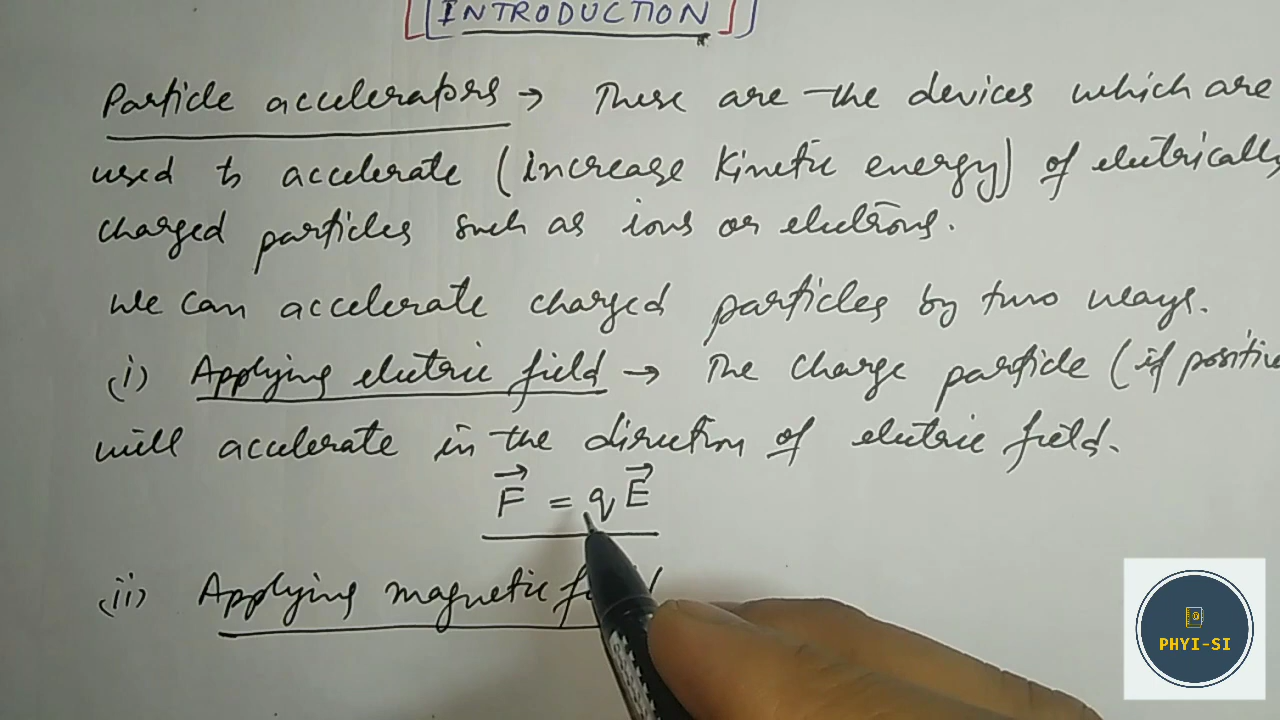 [[INTRODUCTION]]
Particle accelerators → These are the devices which are
used to accelerate (increase kinetic energy) of electrically
charged particles such as ions or electrons.
We can accelerate charged particles by two ways.
(i) Applying electric field → The charge particle (if positive
will accelerate in the direction of electric field.
F⃗ = qE⃗
(ii) Applying magnetic
PHYI-SI